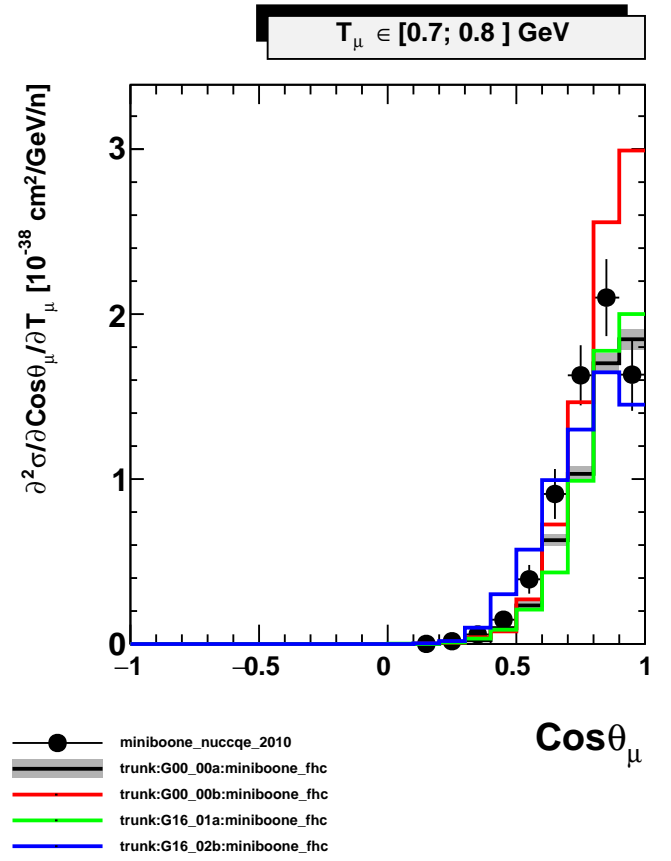 T_μ ∈ [0.7; 0.8 ] GeV
∂²σ/∂Cosθ_μ/∂T_μ [10⁻³⁸ cm²/GeV/n]
3
2
1
0
−1 −0.5 0 0.5 1
Cosθ_μ
miniboone_nuccqe_2010
trunk:G00_00a:miniboone_fhc
trunk:G00_00b:miniboone_fhc
trunk:G16_01a:miniboone_fhc
trunk:G16_02b:miniboone_fhc